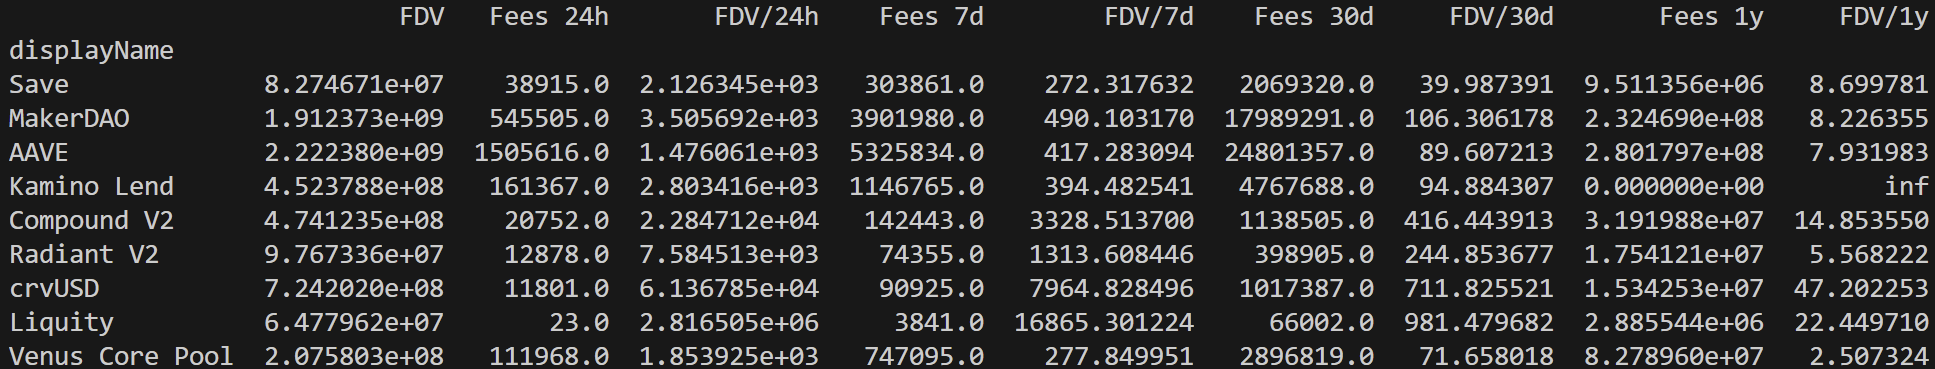 FDV Fees 24h FDV/24h Fees 7d FDV/7d Fees 30d FDV/30d Fees 1y FDV/1y
displayName
Save 8.274671e+07 38915.0 2.126345e+03 303861.0 272.317632 2069320.0 39.987391 9.511356e+06 8.699781
MakerDAO 1.912373e+09 545505.0 3.505692e+03 3901980.0 490.103170 17989291.0 106.306178 2.324690e+08 8.226355
AAVE 2.222380e+09 1505616.0 1.476061e+03 5325834.0 417.283094 24801357.0 89.607213 2.801797e+08 7.931983
Kamino Lend 4.523788e+08 161367.0 2.803416e+03 1146765.0 394.482541 4767688.0 94.884307 0.000000e+00 inf
Compound V2 4.741235e+08 20752.0 2.284712e+04 142443.0 3328.513700 1138505.0 416.443913 3.191988e+07 14.853550
Radiant V2 9.767336e+07 12878.0 7.584513e+03 74355.0 1313.608446 398905.0 244.853677 1.754121e+07 5.568222
crvUSD 7.242020e+08 11801.0 6.136785e+04 90925.0 7964.828496 1017387.0 711.825521 1.534253e+07 47.202253
Liquity 6.477962e+07 23.0 2.816505e+06 3841.0 16865.301224 66002.0 981.479682 2.885544e+06 22.449710
Venus Core Pool 2.075803e+08 111968.0 1.853925e+03 747095.0 277.849951 2896819.0 71.658018 8.278960e+07 2.507324